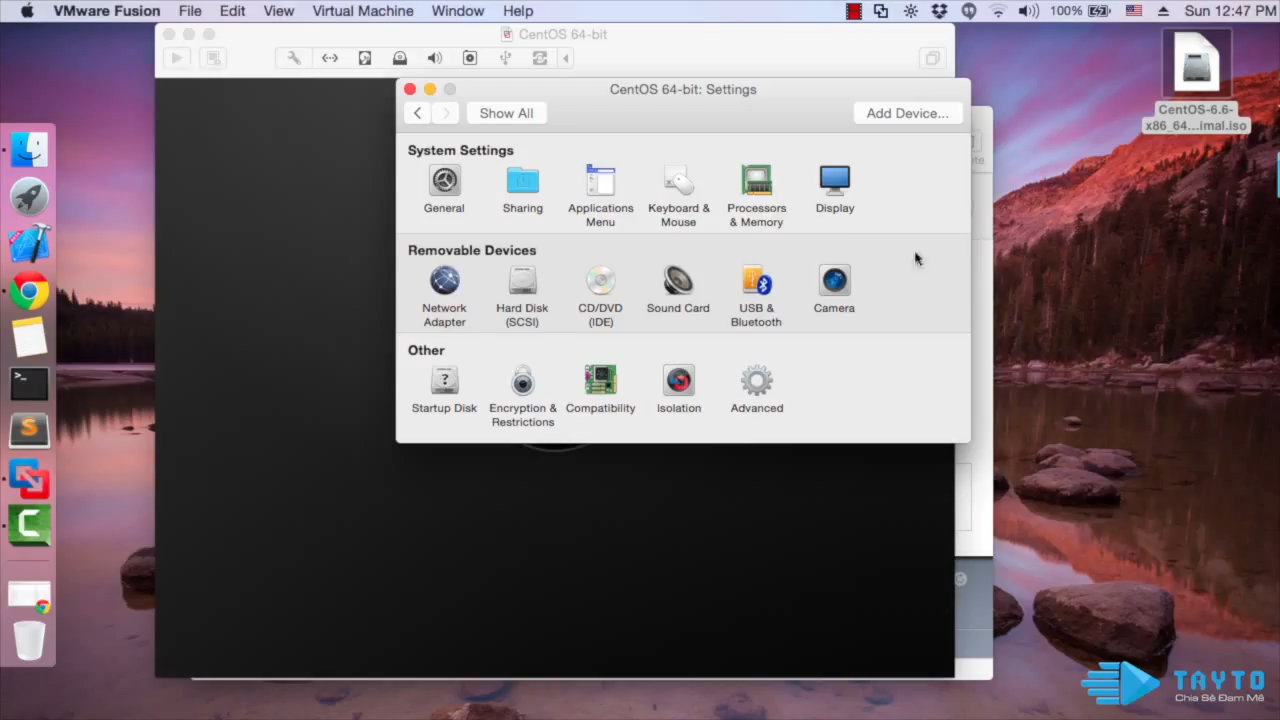 VMware Fusion File Edit View Virtual Machine Window Help 100% Sun 12:47 PM
CentOS 64-bit
CentOS 64-bit: Settings
Show All Add Device...
System Settings
General Sharing Applications Menu Keyboard & Mouse Processors & Memory Display
Removable Devices
Network Adapter Hard Disk (SCSI) CD/DVD (IDE) Sound Card USB & Bluetooth Camera
Other
Startup Disk Encryption & Restrictions Compatibility Isolation Advanced
CentOS-6.6-
x86_64...imal.iso
TAYTO
Chia Sẻ Đam Mê